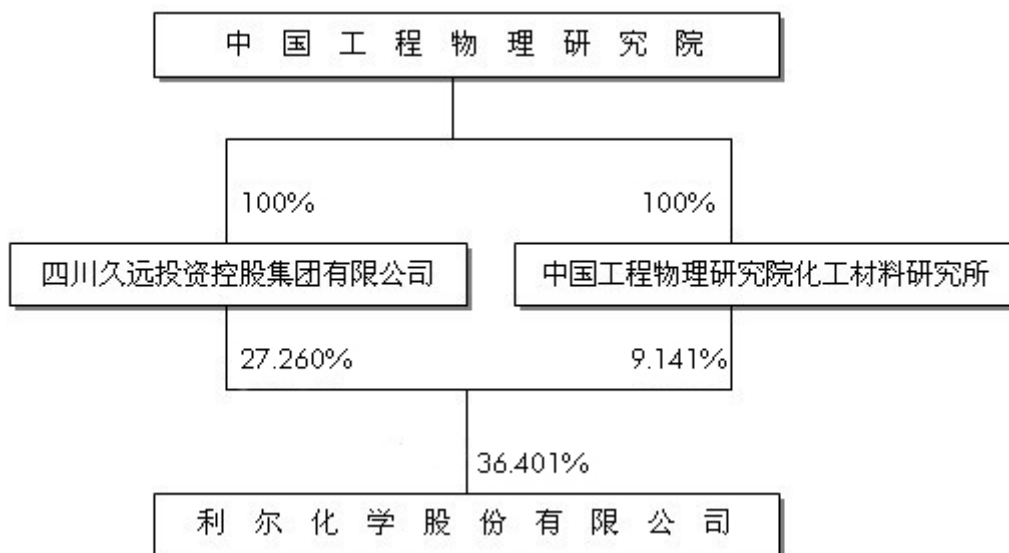 中国工程物理研究院
100%
100%
四川久远投资控股集团有限公司
中国工程物理研究院化工材料研究所
27.260%
9.141%
36.401%
利尔化学股份有限公司